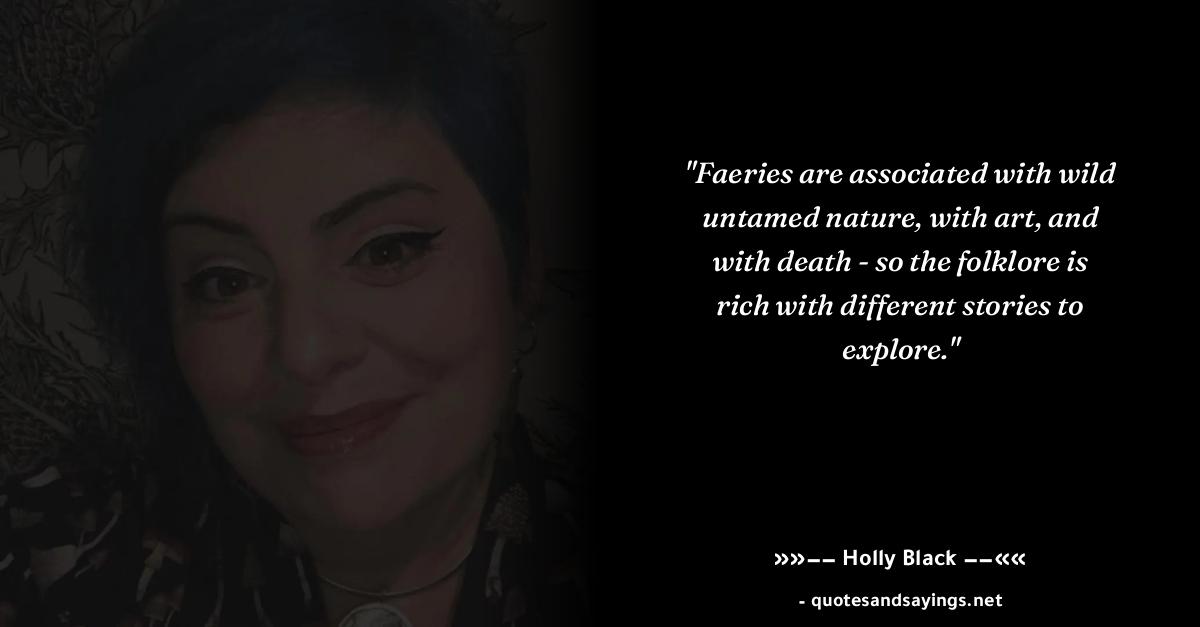 "Faeries are associated with wild
untamed nature, with art, and
with death - so the folklore is
rich with different stories to
explore."
»»−− Holly Black −−««
- quotesandsayings.net